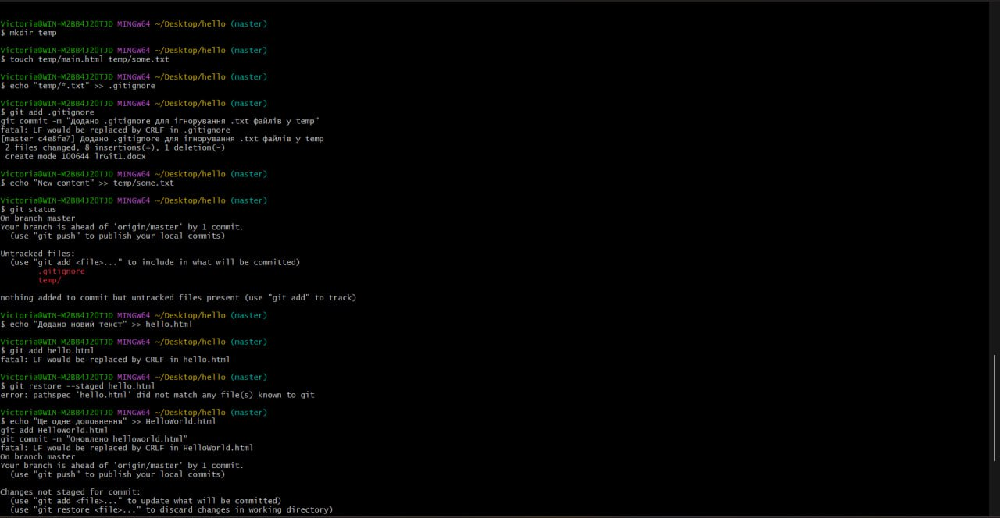 Victoria@WIN-M2BB4J2OTJD MINGW64 ~/Desktop/hello (master)
$ mkdir temp
Victoria@WIN-M2BB4J2OTJD MINGW64 ~/Desktop/hello (master)
$ touch temp/main.html temp/some.txt
Victoria@WIN-M2BB4J2OTJD MINGW64 ~/Desktop/hello (master)
$ echo "temp/*.txt" >> .gitignore
Victoria@WIN-M2BB4J2OTJD MINGW64 ~/Desktop/hello (master)
$ git add .gitignore
git commit -m "Додано .gitignore для ігнорування .txt файлів у temp"
fatal: LF would be replaced by CRLF in .gitignore
[master c4e8fe7] Додано .gitignore для ігнорування .txt файлів у temp
 2 files changed, 8 insertions(+), 1 deletion(-)
 create mode 100644 lrGit1.docx
Victoria@WIN-M2BB4J2OTJD MINGW64 ~/Desktop/hello (master)
$ echo "New content" >> temp/some.txt
Victoria@WIN-M2BB4J2OTJD MINGW64 ~/Desktop/hello (master)
$ git status
On branch master
Your branch is ahead of 'origin/master' by 1 commit.
  (use "git push" to publish your local commits)
Untracked files:
  (use "git add <file>..." to include in what will be committed)
        .gitignore
        temp/
nothing added to commit but untracked files present (use "git add" to track)
Victoria@WIN-M2BB4J2OTJD MINGW64 ~/Desktop/hello (master)
$ echo "Додано новий текст" >> hello.html
Victoria@WIN-M2BB4J2OTJD MINGW64 ~/Desktop/hello (master)
$ git add hello.html
fatal: LF would be replaced by CRLF in hello.html
Victoria@WIN-M2BB4J2OTJD MINGW64 ~/Desktop/hello (master)
$ git restore --staged hello.html
error: pathspec 'hello.html' did not match any file(s) known to git
Victoria@WIN-M2BB4J2OTJD MINGW64 ~/Desktop/hello (master)
$ echo "Ще одне доповнення" >> HelloWorld.html
git add HelloWorld.html
git commit -m "Оновлено helloworld.html"
fatal: LF would be replaced by CRLF in HelloWorld.html
On branch master
Your branch is ahead of 'origin/master' by 1 commit.
  (use "git push" to publish your local commits)
Changes not staged for commit:
  (use "git add <file>..." to update what will be committed)
  (use "git restore <file>..." to discard changes in working directory)